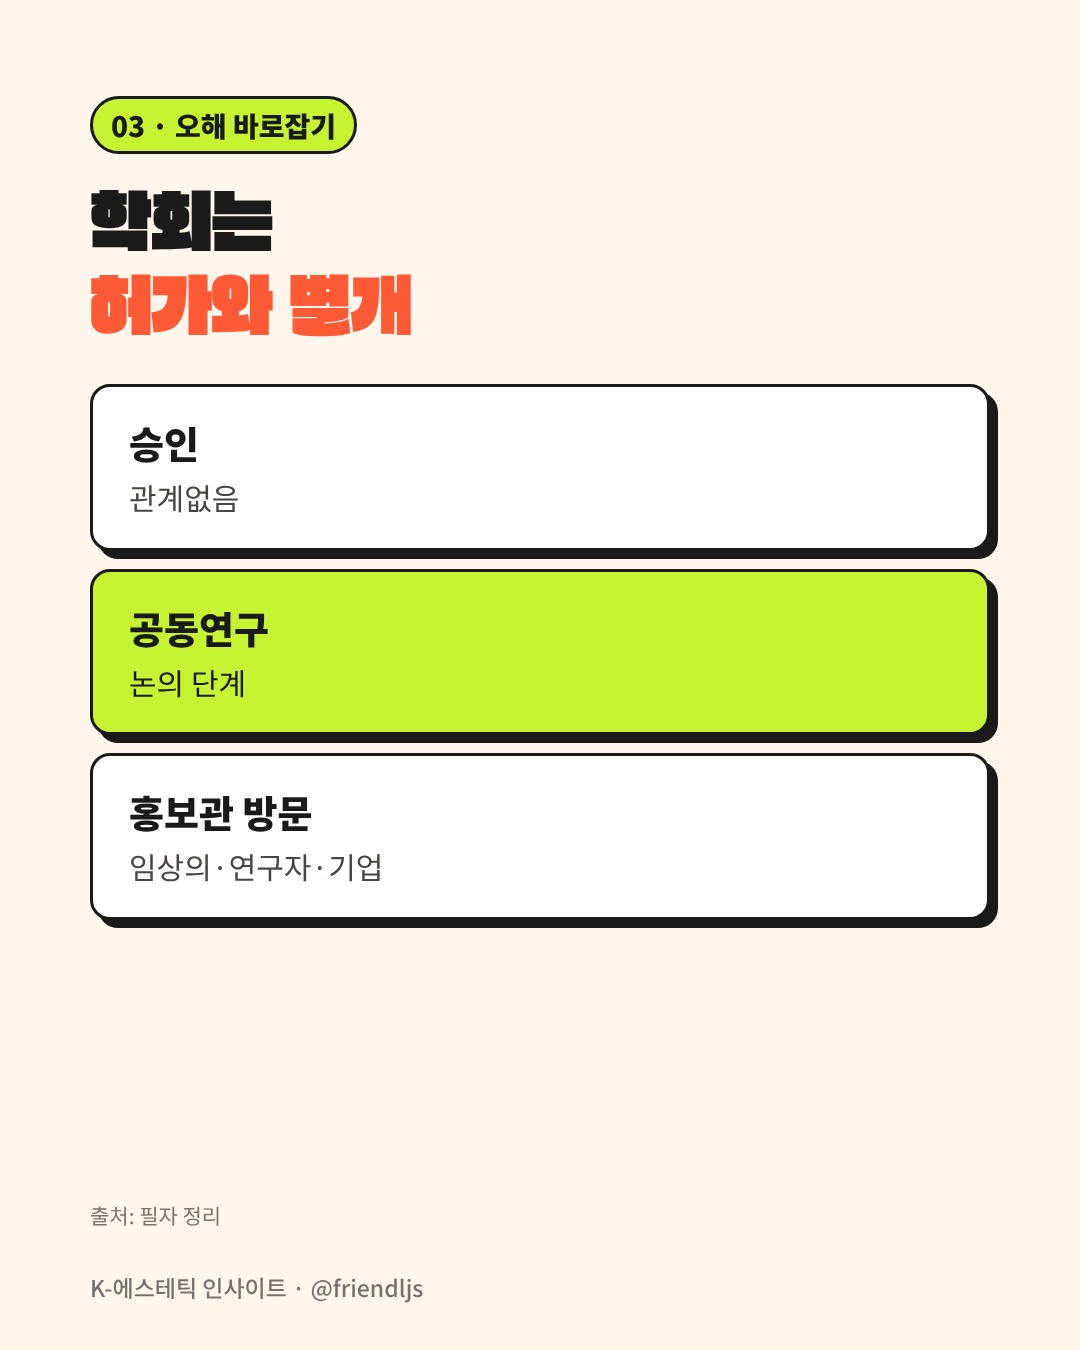 03 · 오해 바로잡기
학회는
허가와 별개
승인
관계없음
공동연구
논의 단계
홍보관 방문
임상의·연구자·기업
출처: 필자 정리
K-에스테틱 인사이트 · @friendljs